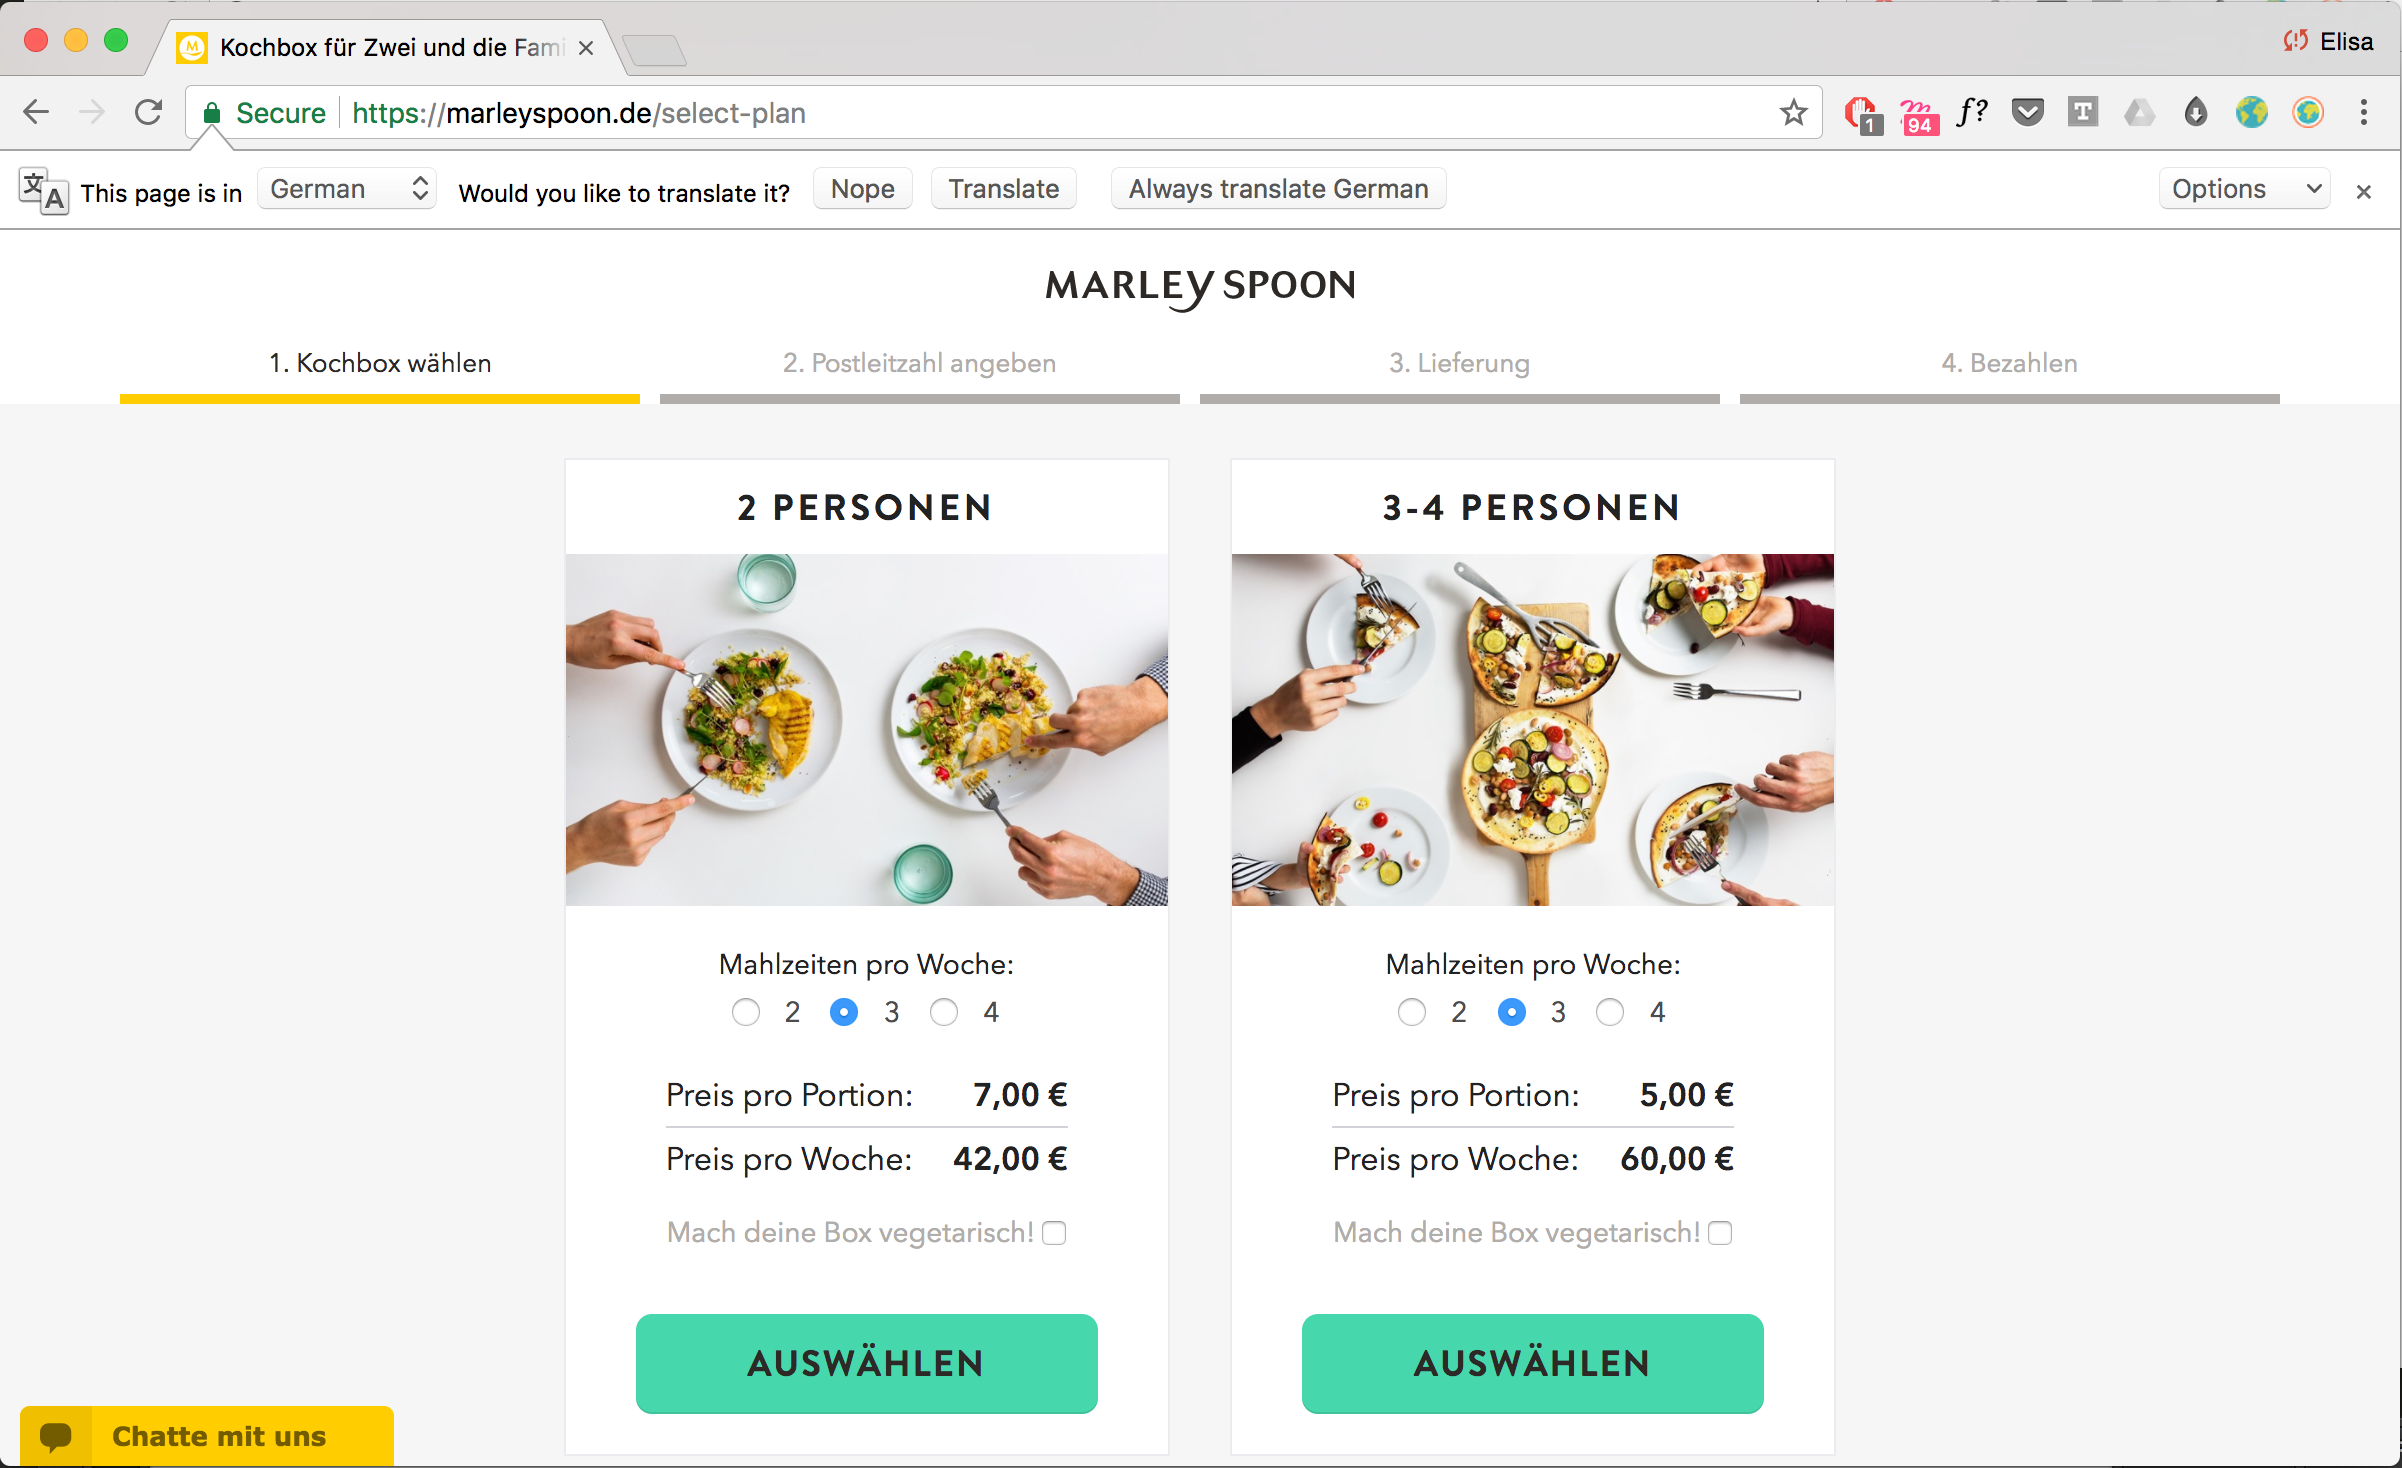 Kochbox für Zwei und die Fami
Elisa
Secure https://marleyspoon.de/select-plan
1
94
f?
T
文A This page is in German Would you like to translate it? Nope Translate Always translate German Options
MARLEY SPOON
1. Kochbox wählen 2. Postleitzahl angeben 3. Lieferung 4. Bezahlen
2 PERSONEN
Mahlzeiten pro Woche:
2 3 4
Preis pro Portion: 7,00 €
Preis pro Woche: 42,00 €
Mach deine Box vegetarisch!
AUSWÄHLEN
3-4 PERSONEN
Mahlzeiten pro Woche:
2 3 4
Preis pro Portion: 5,00 €
Preis pro Woche: 60,00 €
Mach deine Box vegetarisch!
AUSWÄHLEN
Chatte mit uns